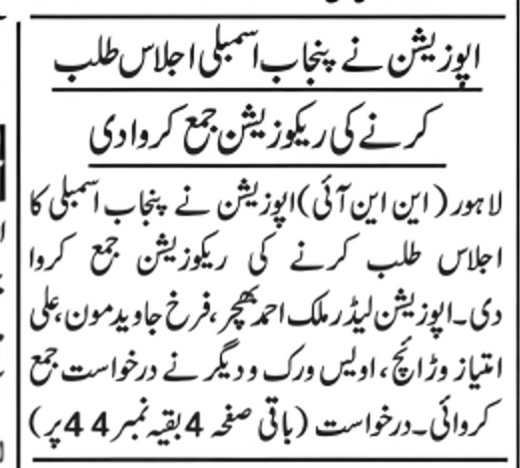 اپوزیشن نے پنجاب اسمبلی اجلاس طلب
کرنے کی ریکوزیشن جمع کروا دی
لاہور (این این آئی) اپوزیشن نے پنجاب اسمبلی کا
اجلاس طلب کرنے کی ریکوزیشن جمع کروا
دی۔ اپوزیشن لیڈر ملک احمد بھچر، فرخ جاوید مون، علی
امتیاز وڑائچ، اویس ورک و دیگر نے درخواست جمع
کروائی۔ درخواست (باقی صفحہ 4 بقیہ نمبر 44 پر)